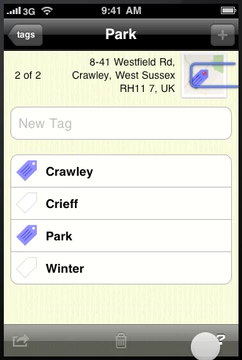 3G 9:41 AM
tags Park +
2 of 2
8-41 Westfield Rd,
Crawley, West Sussex
RH11 7, UK
New Tag
Crawley
Crieff
Park
Winter